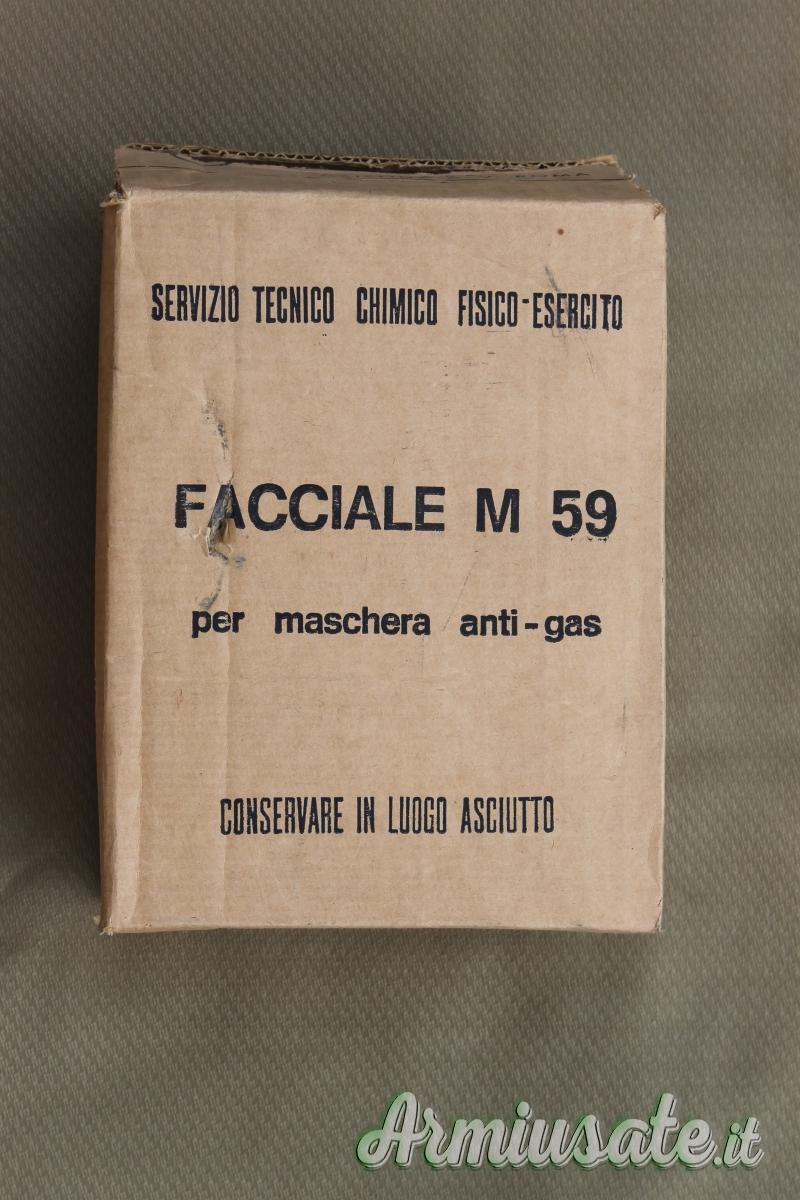 SERVIZIO TECNICO CHIMICO FISICO-ESERCITO
FACCIALE M 59
per maschera anti-gas
CONSERVARE IN LUOGO ASCIUTTO
Armiusate.it